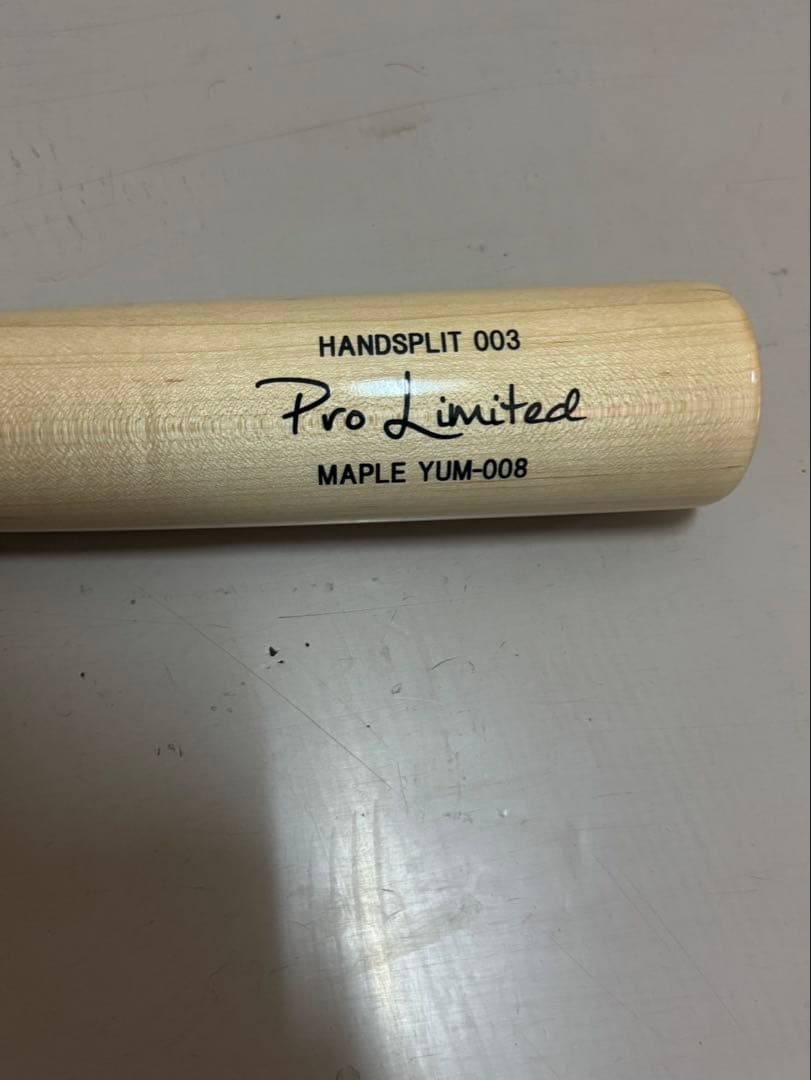 HANDSPLIT 003
Pro Limited
MAPLE YUM-008